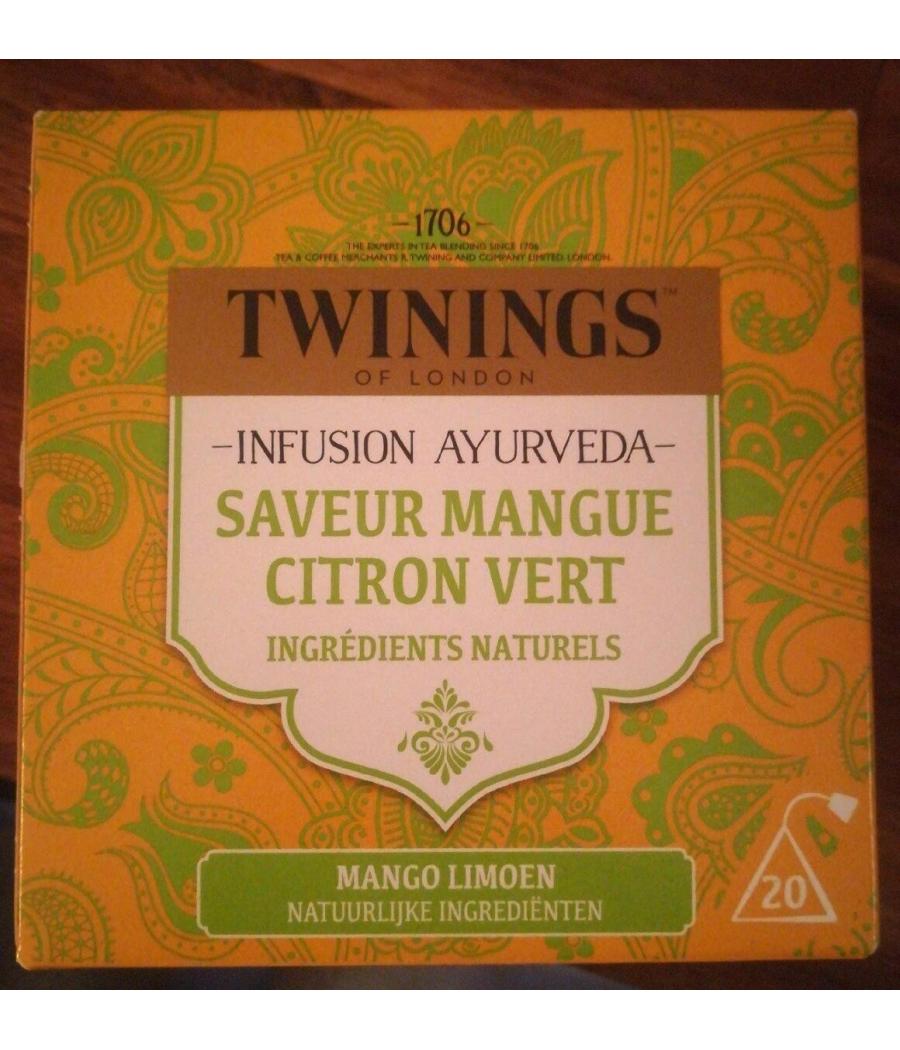 -1706-
THE EXPERTS IN TEA BLENDING SINCE 1706
TEA & COFFEE MERCHANTS R. TWINING AND COMPANY LIMITED. LONDON.
TWININGS™
OF LONDON
-INFUSION AYURVEDA-
SAVEUR MANGUE
CITRON VERT
INGRÉDIENTS NATURELS
MANGO LIMOEN
NATUURLIJKE INGREDIËNTEN
20